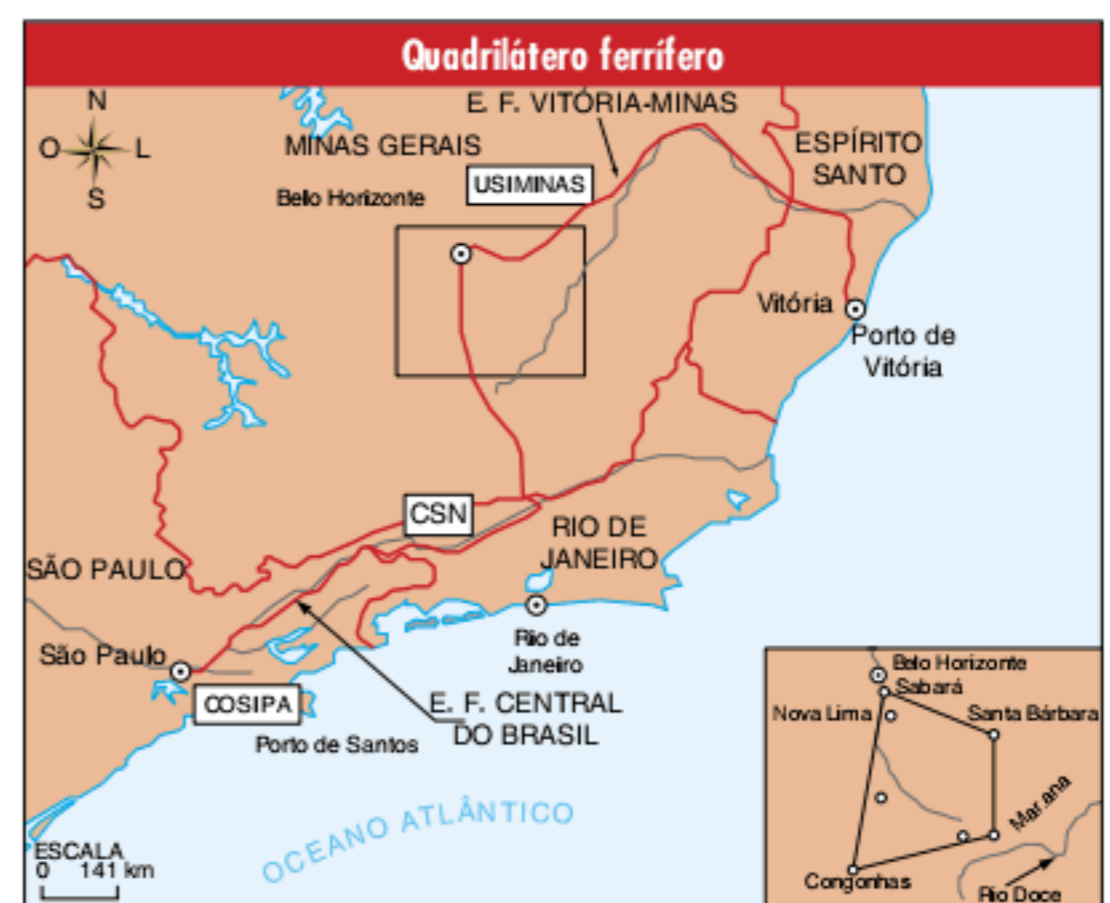 Quadrilátero ferrífero
N
O
L
S
E. F. VITÓRIA-MINAS
MINAS GERAIS
ESPÍRITO
SANTO
USIMINAS
Belo Horizonte
Vitória
Porto de
Vitória
CSN
RIO DE
JANEIRO
SÃO PAULO
São Paulo
Rio de
Janeiro
COSIPA
E. F. CENTRAL
DO BRASIL
Porto de Santos
OCEANO ATLÂNTICO
ESCALA
0 141 km
Belo Horizonte
Sabará
Nova Lima
Santa Bárbara
Mariana
Congonhas
Rio Doce